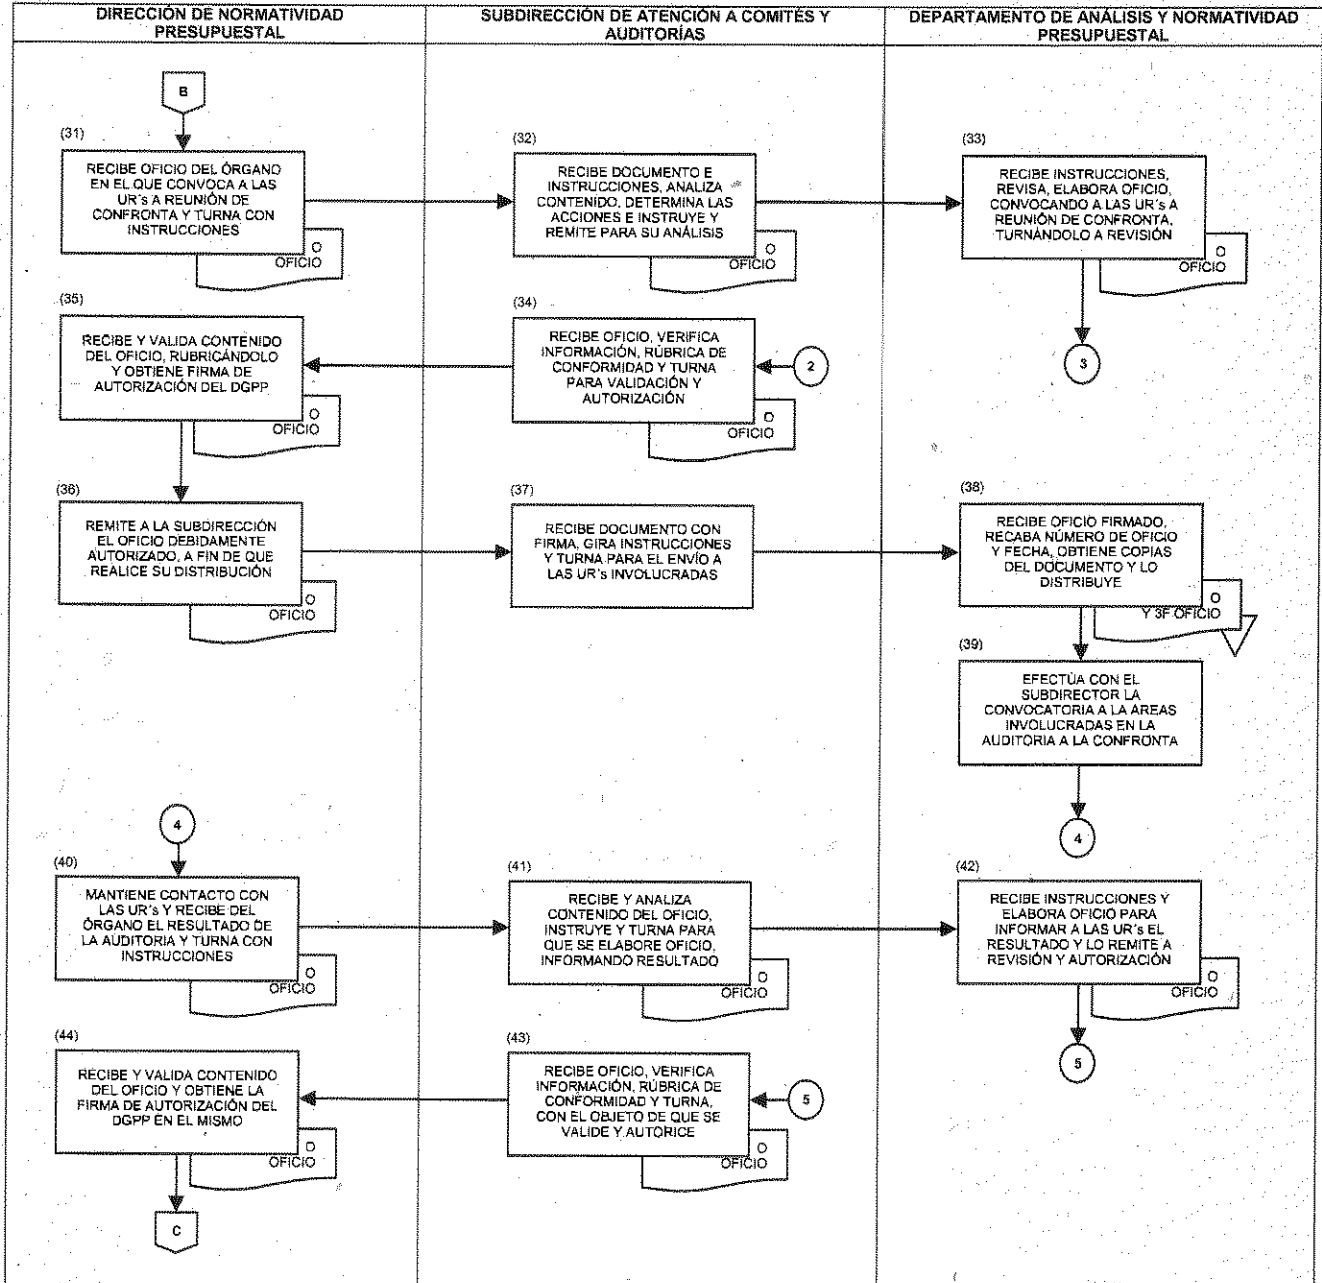 DIRECCIÓN DE NORMATIVIDAD
PRESUPUESTAL
SUBDIRECCIÓN DE ATENCIÓN A COMITÉS Y
AUDITORÍAS
DEPARTAMENTO DE ANÁLISIS Y NORMATIVIDAD
PRESUPUESTAL
B
(31)
RECIBE OFICIO DEL ÓRGANO
EN EL QUE CONVOCA A LAS
UR's A REUNIÓN DE
CONFRONTA Y TURNA CON
INSTRUCCIONES
O
OFICIO
(32)
RECIBE DOCUMENTO E
INSTRUCCIONES, ANALIZA
CONTENIDO, DETERMINA LAS
ACCIONES E INSTRUYE Y
REMITE PARA SU ANÁLISIS
O
OFICIO
(33)
RECIBE INSTRUCCIONES,
REVISA, ELABORA OFICIO,
CONVOCANDO A LAS UR's A
REUNIÓN DE CONFRONTA,
TURNÁNDOLO A REVISIÓN
O
OFICIO
3
(35)
RECIBE Y VALIDA CONTENIDO
DEL OFICIO, RUBRICÁNDOLO
Y OBTIENE FIRMA DE
AUTORIZACIÓN DEL DGPP
O
OFICIO
(34)
RECIBE OFICIO, VERIFICA
INFORMACIÓN, RÚBRICA DE
CONFORMIDAD Y TURNA
PARA VALIDACIÓN Y
AUTORIZACIÓN
O
OFICIO
2
(36)
REMITE A LA SUBDIRECCIÓN
EL OFICIO DEBIDAMENTE
AUTORIZADO, A FIN DE QUE
REALICE SU DISTRIBUCIÓN
O
OFICIO
(37)
RECIBE DOCUMENTO CON
FIRMA, GIRA INSTRUCCIONES
Y TURNA PARA EL ENVÍO A
LAS UR's INVOLUCRADAS
(38)
RECIBE OFICIO FIRMADO,
RECABA NÚMERO DE OFICIO
Y FECHA, OBTIENE COPIAS
DEL DOCUMENTO Y LO
DISTRIBUYE
O
Y 3F OFICIO
(39)
EFECTÚA CON EL
SUBDIRECTOR LA
CONVOCATORIA A LA ÁREAS
INVOLUCRADAS EN LA
AUDITORIA A LA CONFRONTA
4
4
(40)
MANTIENE CONTACTO CON
LAS UR's Y RECIBE DEL
ÓRGANO EL RESULTADO DE
LA AUDITORIA Y TURNA CON
INSTRUCCIONES
O
OFICIO
(41)
RECIBE Y ANALIZA
CONTENIDO DEL OFICIO,
INSTRUYE Y TURNA PARA
QUE SE ELABORE OFICIO,
INFORMANDO RESULTADO
O
OFICIO
(42)
RECIBE INSTRUCCIONES Y
ELABORA OFICIO PARA
INFORMAR A LAS UR's EL
RESULTADO Y LO REMITE A
REVISIÓN Y AUTORIZACIÓN
O
OFICIO
5
(44)
RECIBE Y VALIDA CONTENIDO
DEL OFICIO Y OBTIENE LA
FIRMA DE AUTORIZACIÓN DEL
DGPP EN EL MISMO
O
OFICIO
(43)
RECIBE OFICIO, VERIFICA
INFORMACIÓN, RÚBRICA DE
CONFORMIDAD Y TURNA,
CON EL OBJETO DE QUE SE
VALIDE Y AUTORICE
O
OFICIO
5
C